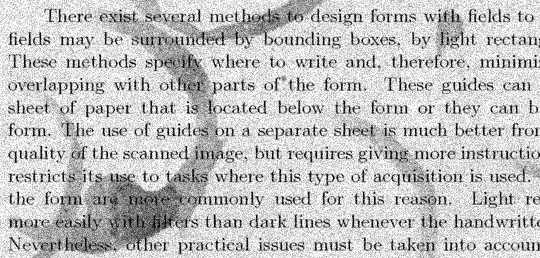 There exist several methods to design forms with fields to
fields may be surrounded by bounding boxes, by light rectan
These methods specify where to write and, therefore, minimi
overlapping with other parts of the form. These guides can
sheet of paper that is located below the form or they can b
form. The use of guides on a separate sheet is much better fro
quality of the scanned image, but requires giving more instructio
restricts its use to tasks where this type of acquisition is used.
the form are more commonly used for this reason. Light re
more easily with filters than dark lines whenever the handwritte
Nevertheless, other practical issues must be taken into accoun